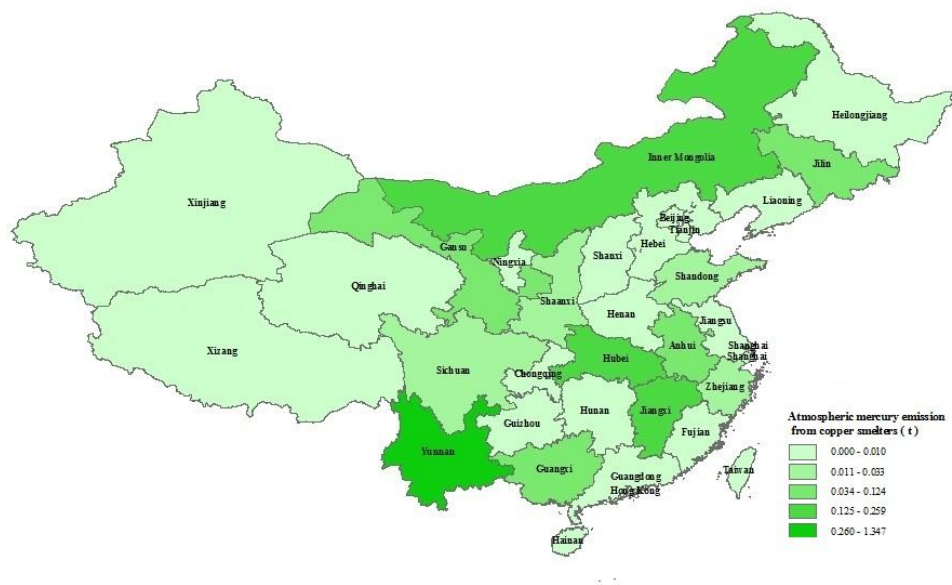 Heilongjiang
Jilin
Inner Mongolia
Liaoning
Xinjiang
Beijing
Tianjin
Hebei
Gansu
Ningxia
Shanxi
Shandong
Qinghai
Shaanxi
Henan
Jiangsu
Xizang
Shanghai
Shanghai
Anhui
Hubei
Sichuan
Chongqing
Zhejiang
Hunan
Jiangxi
Guizhou
Fujian
Yunnan
Guangxi
Guangdong
Hong Kong
Taiwan
Hainan
Atmospheric mercury emission
from copper smelters ( t )
0.000 - 0.010
0.011 - 0.033
0.034 - 0.124
0.125 - 0.259
0.260 - 1.347